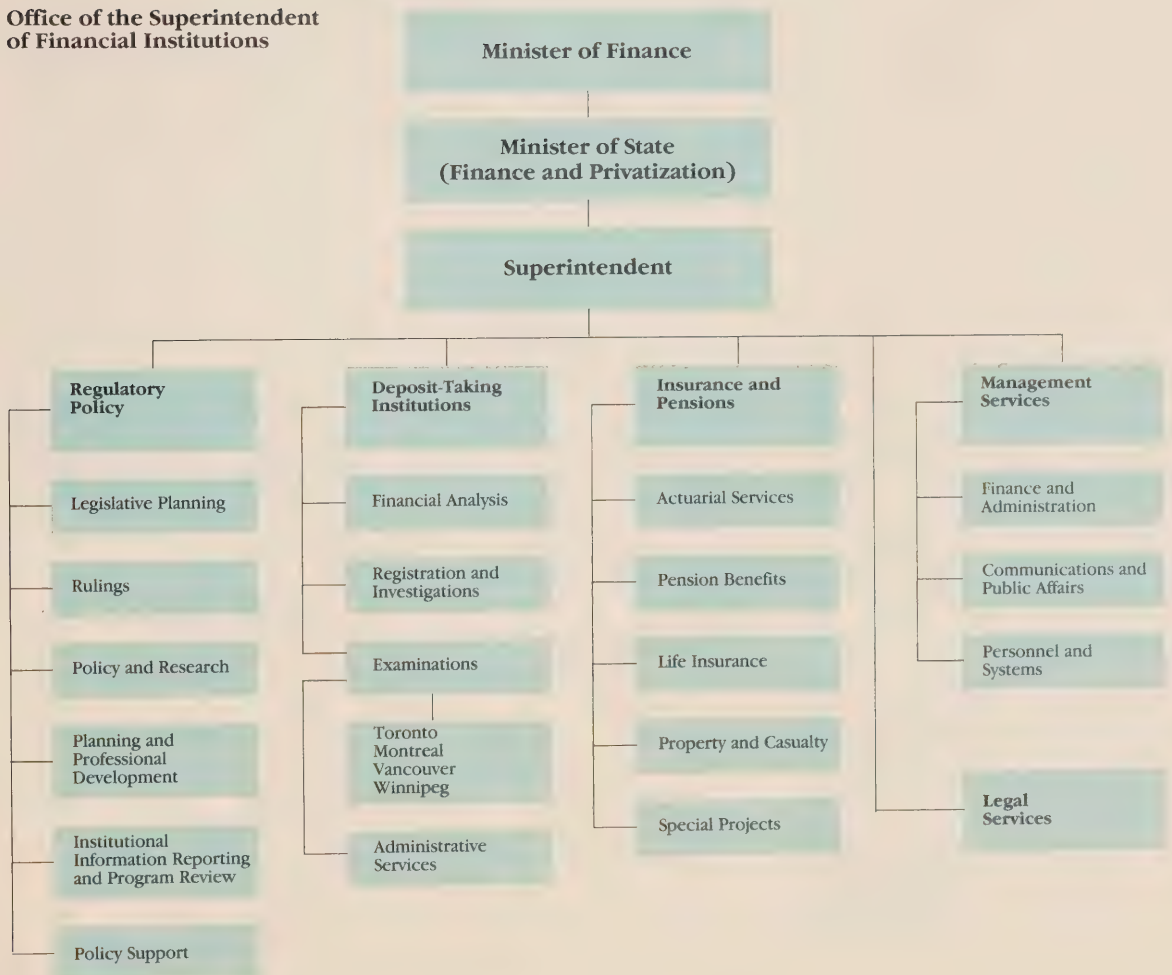 Office of the Superintendent
of Financial Institutions
Minister of Finance
Minister of State
(Finance and Privatization)
Superintendent
Regulatory
Policy
Legislative Planning
Rulings
Policy and Research
Planning and
Professional
Development
Institutional
Information Reporting
and Program Review
Policy Support
Deposit-Taking
Institutions
Financial Analysis
Registration and
Investigations
Examinations
Toronto
Montreal
Vancouver
Winnipeg
Administrative
Services
Insurance and
Pensions
Actuarial Services
Pension Benefits
Life Insurance
Property and Casualty
Special Projects
Management
Services
Finance and
Administration
Communications and
Public Affairs
Personnel and
Systems
Legal
Services